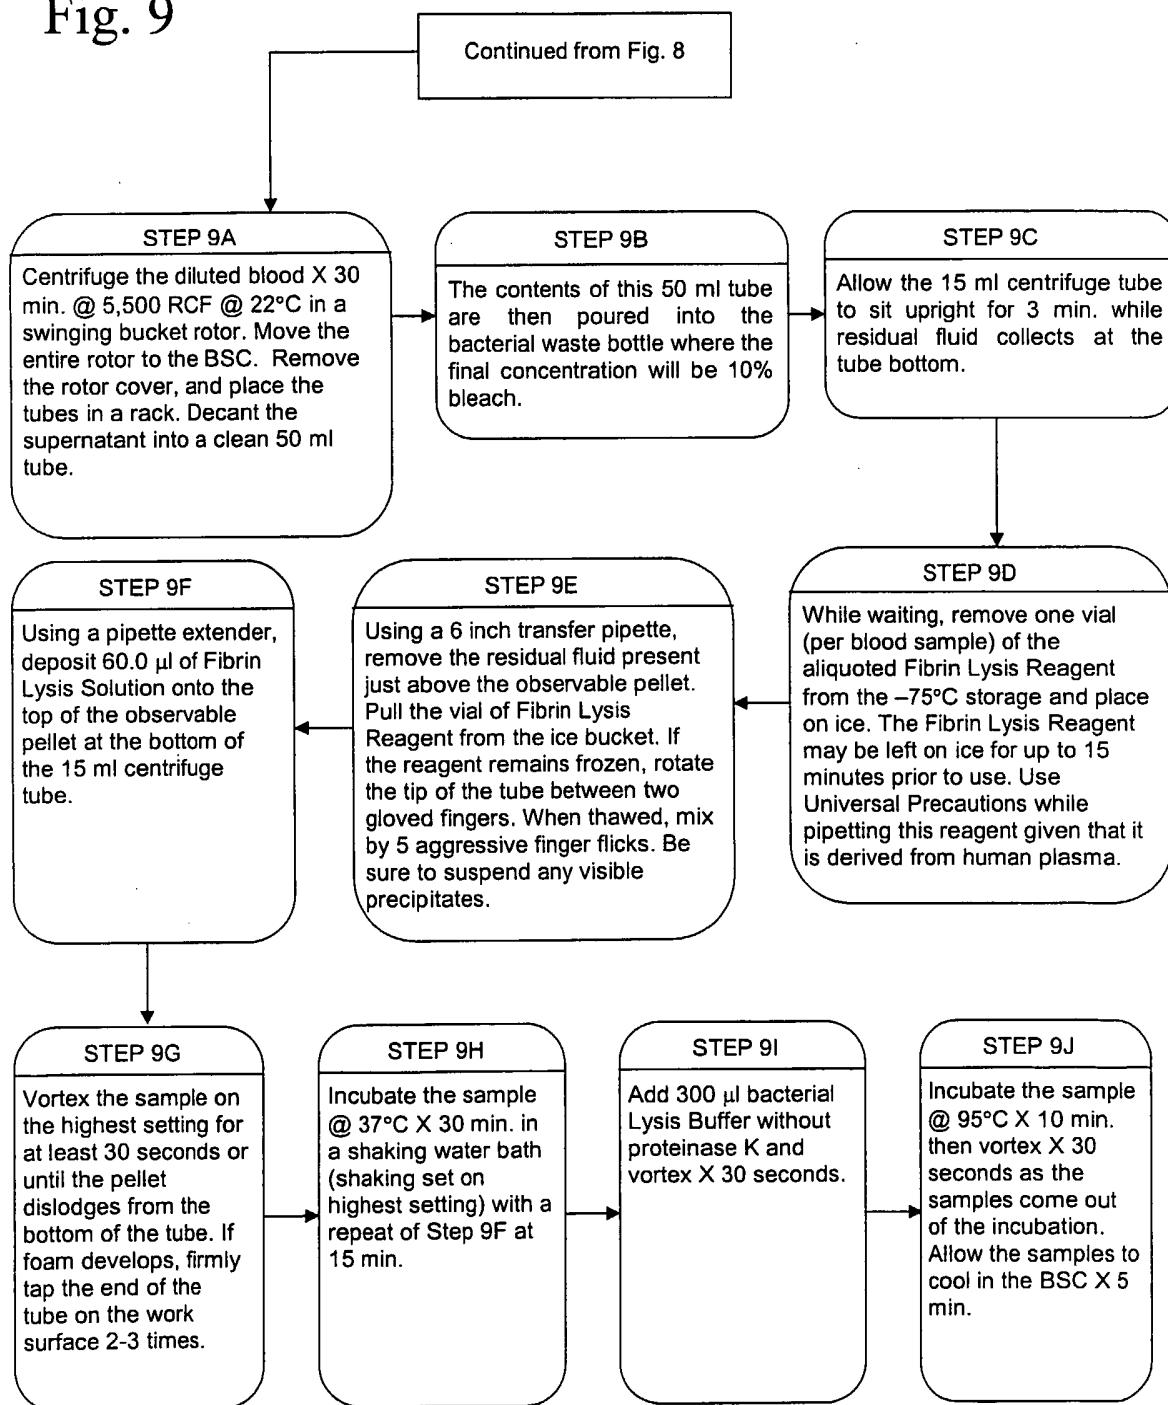 Fig. 9
Continued from Fig. 8
STEP 9A
Centrifuge the diluted blood X 30
min. @ 5,500 RCF @ 22°C in a
swinging bucket rotor. Move the
entire rotor to the BSC. Remove
the rotor cover, and place the
tubes in a rack. Decant the
supernatant into a clean 50 ml
tube.
STEP 9B
The contents of this 50 ml tube
are then poured into the
bacterial waste bottle where the
final concentration will be 10%
bleach.
STEP 9C
Allow the 15 ml centrifuge tube
to sit upright for 3 min. while
residual fluid collects at the
tube bottom.
STEP 9D
While waiting, remove one vial
(per blood sample) of the
aliquoted Fibrin Lysis Reagent
from the –75°C storage and place
on ice. The Fibrin Lysis Reagent
may be left on ice for up to 15
minutes prior to use. Use
Universal Precautions while
pipetting this reagent given that it
is derived from human plasma.
STEP 9E
Using a 6 inch transfer pipette,
remove the residual fluid present
just above the observable pellet.
Pull the vial of Fibrin Lysis
Reagent from the ice bucket. If
the reagent remains frozen, rotate
the tip of the tube between two
gloved fingers. When thawed, mix
by 5 aggressive finger flicks. Be
sure to suspend any visible
precipitates.
STEP 9F
Using a pipette extender,
deposit 60.0 µl of Fibrin
Lysis Solution onto the
top of the observable
pellet at the bottom of
the 15 ml centrifuge
tube.
STEP 9G
Vortex the sample on
the highest setting for
at least 30 seconds or
until the pellet
dislodges from the
bottom of the tube. If
foam develops, firmly
tap the end of the
tube on the work
surface 2-3 times.
STEP 9H
Incubate the sample
@ 37°C X 30 min. in
a shaking water bath
(shaking set on
highest setting) with a
repeat of Step 9F at
15 min.
STEP 9I
Add 300 µl bacterial
Lysis Buffer without
proteinase K and
vortex X 30 seconds.
STEP 9J
Incubate the sample
@ 95°C X 10 min.
then vortex X 30
seconds as the
samples come out
of the incubation.
Allow the samples to
cool in the BSC X 5
min.